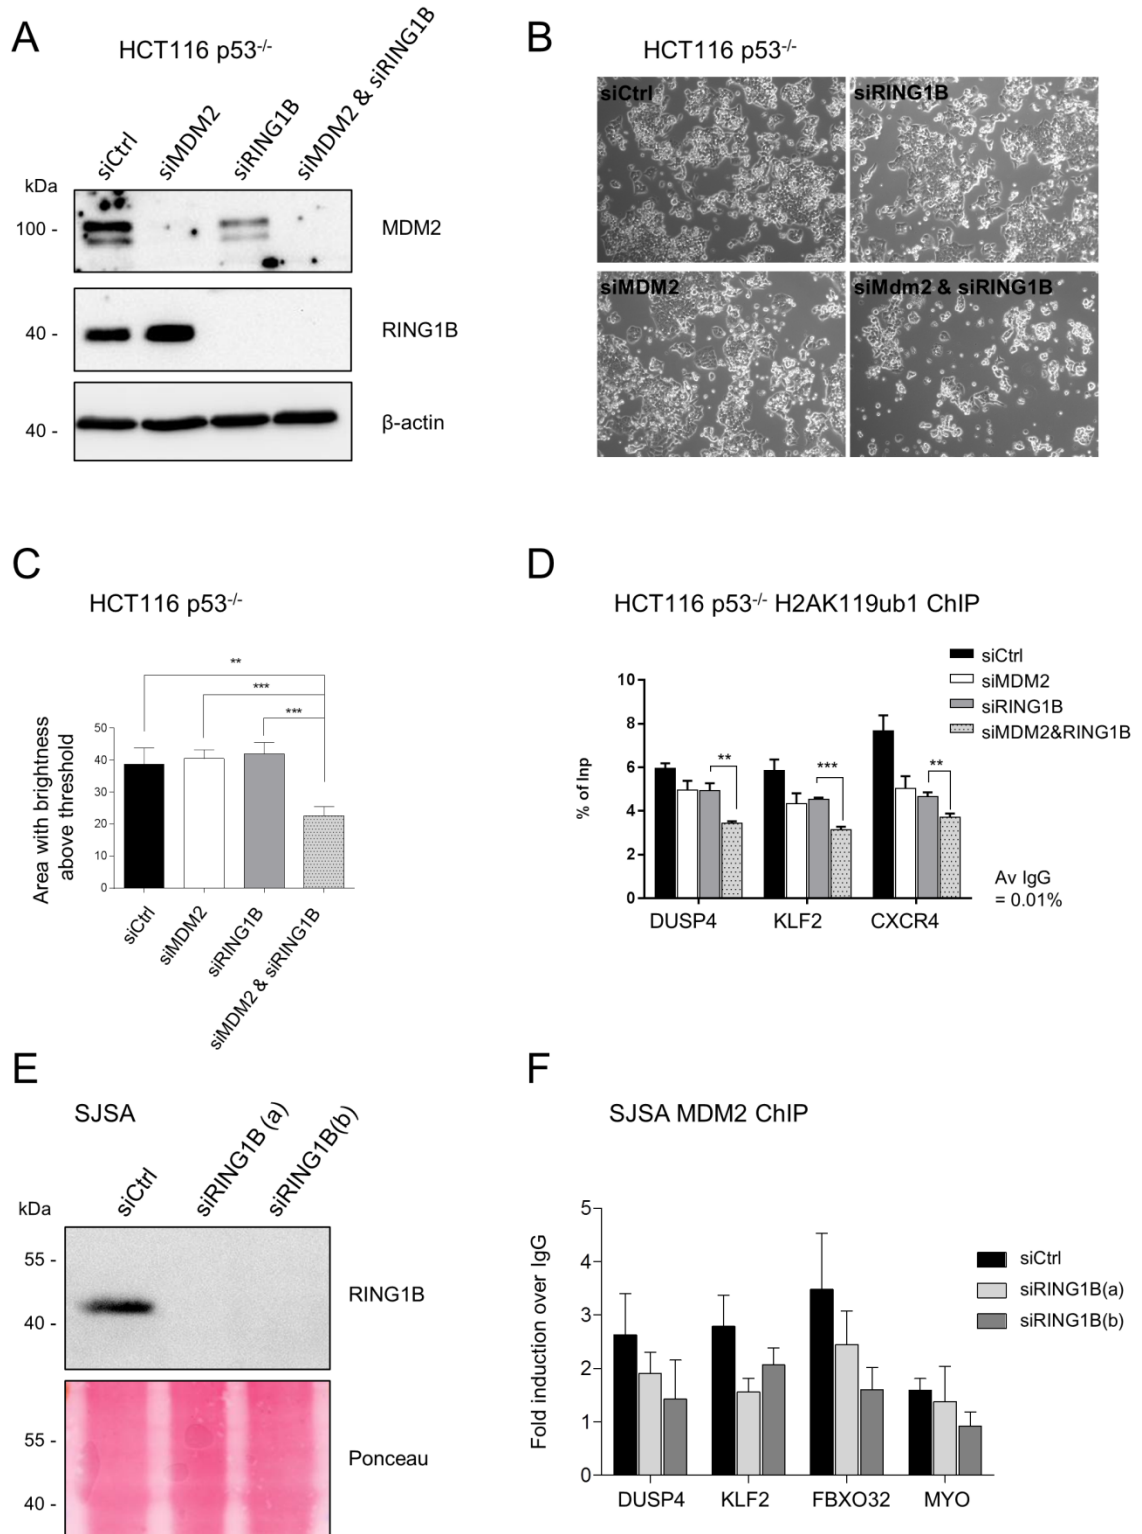 A
HCT116 p53-/-
siCtrl
siMDM2
siRING1B
siMDM2 & siRING1B
kDa
100 -
MDM2
40 -
RING1B
40 -
β-actin
B
HCT116 p53-/-
siCtrl
siRING1B
siMDM2
siMdm2 & siRING1B
C
HCT116 p53-/-
**
***
***
Area with brightness
above threshold
50
40
30
20
10
0
siCtrl
siMDM2
siRING1B
siMDM2 & siRING1B
D
HCT116 p53-/- H2AK119ub1 ChIP
siCtrl
siMDM2
siRING1B
siMDM2&RING1B
% of Inp
10
8
6
4
2
0
**
***
**
DUSP4
KLF2
CXCR4
Av IgG
= 0.01%
E
SJSA
siCtrl
siRING1B (a)
siRING1B(b)
kDa
55 -
40 -
RING1B
55 -
40 -
Ponceau
F
SJSA MDM2 ChIP
Fold induction over IgG
5
4
3
2
1
0
siCtrl
siRING1B(a)
siRING1B(b)
DUSP4
KLF2
FBXO32
MYO